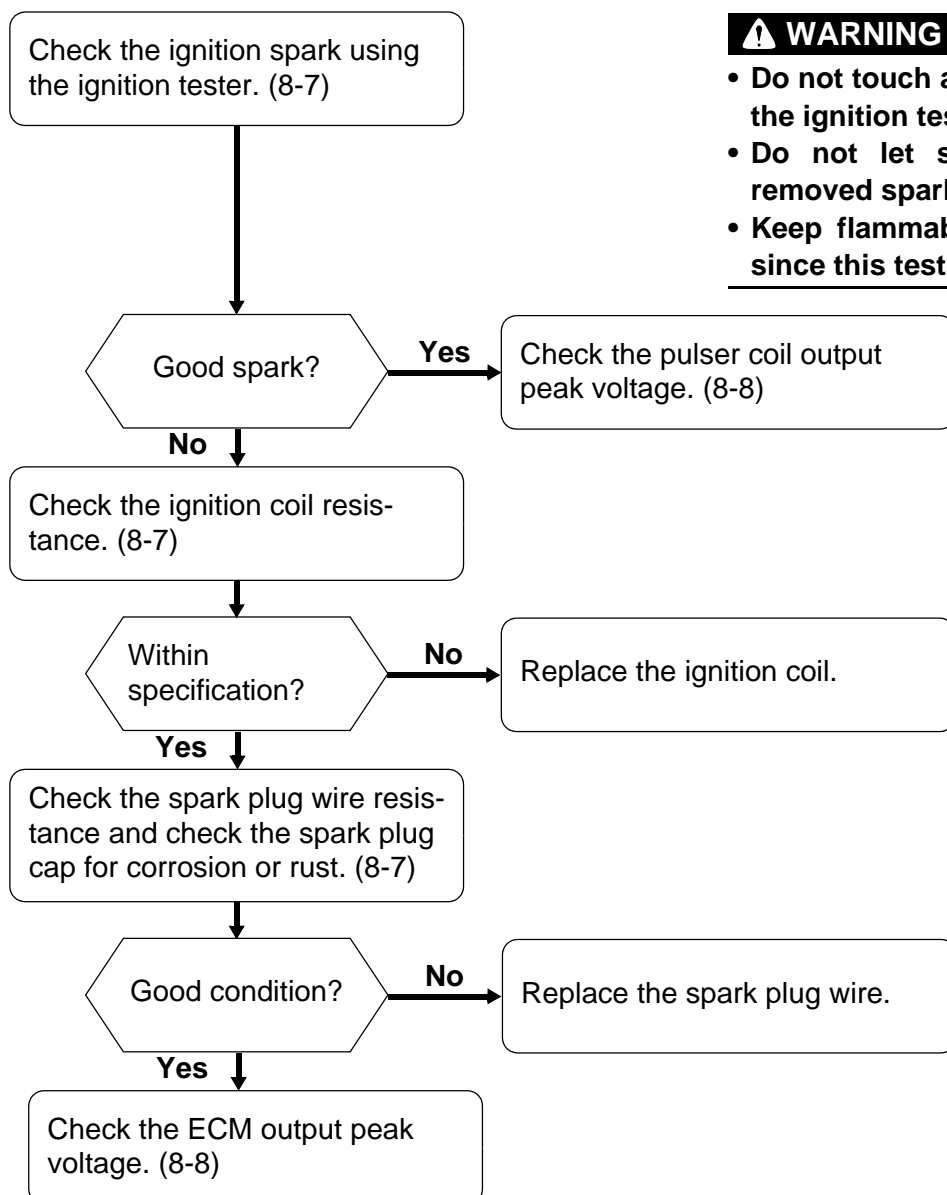 Check the ignition spark using
the ignition tester. (8-7)
WARNING
• Do not touch
the ignition
• Do not let
removed
• Keep
since this test
Good spark?
Yes
Check the pulser coil output
peak voltage. (8-8)
No
Check the ignition coil resis-
tance. (8-7)
Within
specification?
No
Replace the ignition coil.
Yes
Check the spark plug wire resis-
tance and check the spark plug
cap for corrosion or rust. (8-7)
Good condition?
No
Replace the spark plug wire.
Yes
Check the ECM output peak
voltage. (8-8)